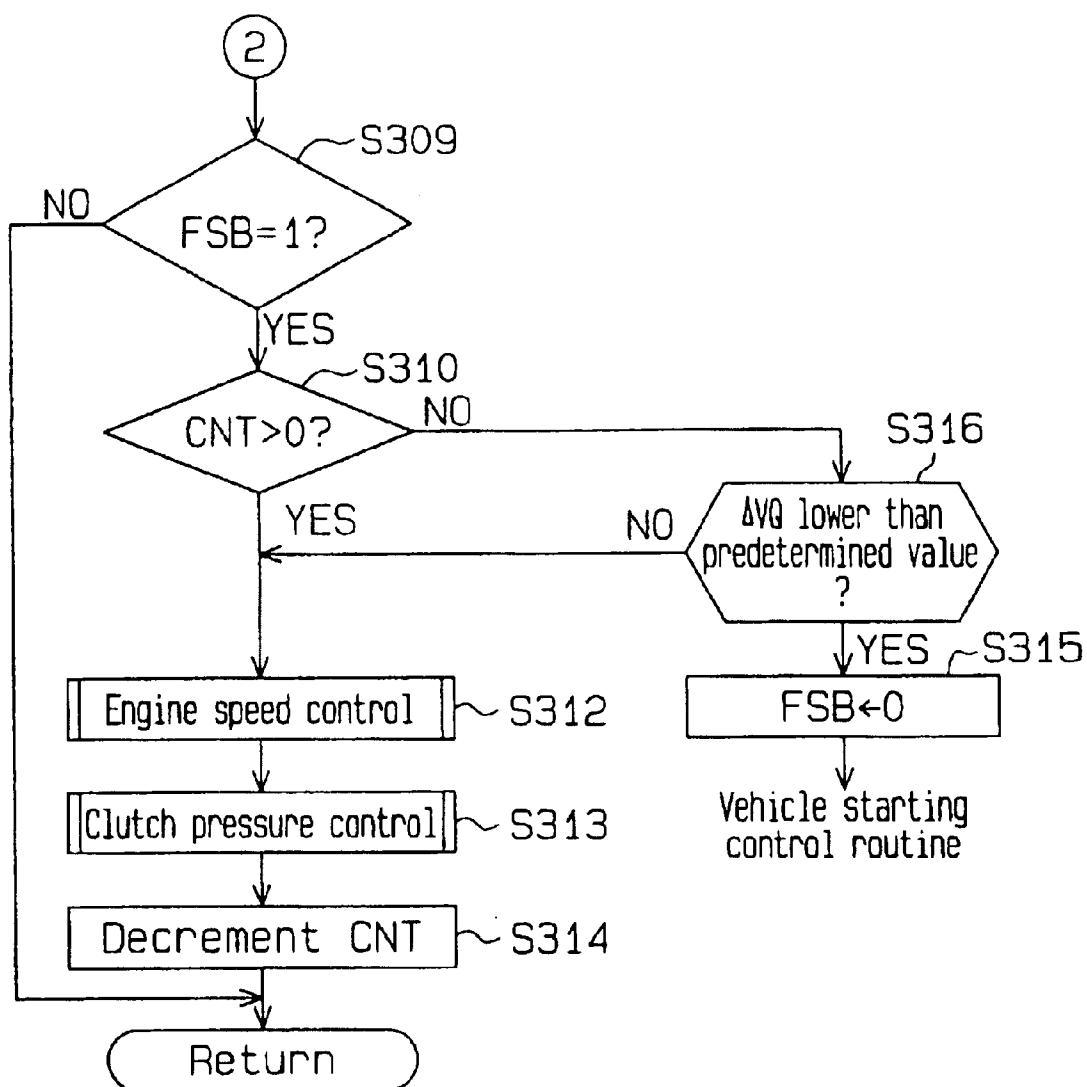 2
S309
NO
FSB=1?
YES
S310
CNT>0?
NO
S316
YES
NO
ΔVQ lower than
predetermined value
?
YES
S315
Engine speed control
S312
FSB←0
Clutch pressure control
S313
Vehicle starting
control routine
Decrement CNT
S314
Return